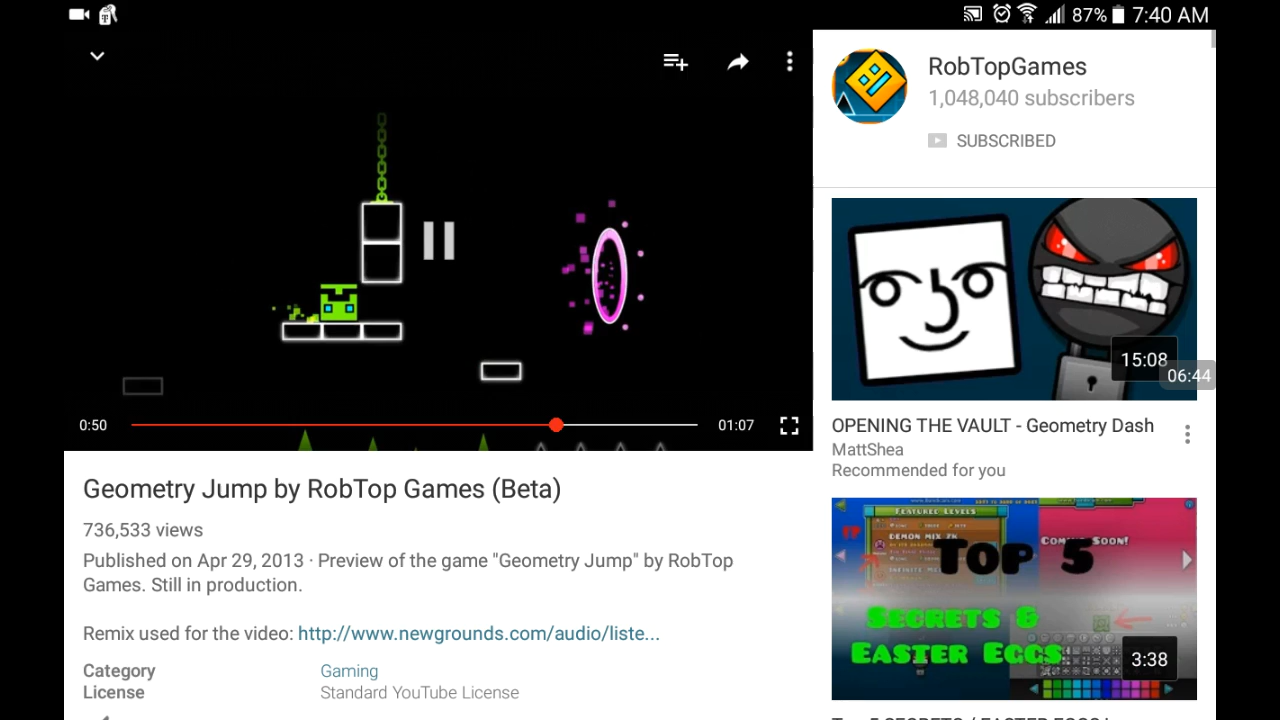 87% 7:40 AM
0:50
01:07
Geometry Jump by RobTop Games (Beta)
736,533 views
Published on Apr 29, 2013 · Preview of the game "Geometry Jump" by RobTop
Games. Still in production.
Remix used for the video: http://www.newgrounds.com/audio/liste...
Category Gaming
License Standard YouTube License
RobTopGames
1,048,040 subscribers
SUBSCRIBED
15:08
06:44
OPENING THE VAULT - Geometry Dash
MattShea
Recommended for you
FEATURED LEVELS
DEMON MIX
COMING SOON!
TOP 5
SECRETS &
EASTER EGGS
3:38